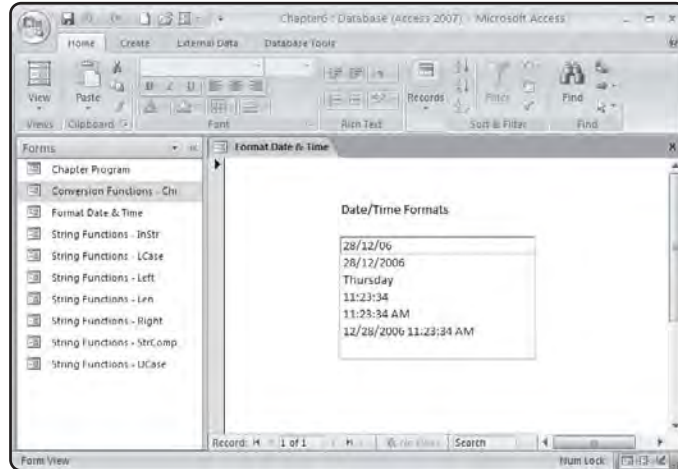 Chapter6 : Database (Access 2007) - Microsoft Access
Home Create External Data Database Tools
View Paste B I U Records Filter Find
Views Clipboard Font Rich Text Sort & Filter Find
Forms
Format Date & Time
Chapter Program
Conversion Functions - Ch
Format Date & Time
String Functions - InStr
String Functions - LCase
String Functions - Left
String Functions - Len
String Functions - Right
String Functions - StrComp
String Functions - UCase
Date/Time Formats
28/12/06
28/12/2006
Thursday
11:23:34
11:23:34 AM
12/28/2006 11:23:34 AM
Record: 1 of 1 No Filter Search
Form View Num Lock